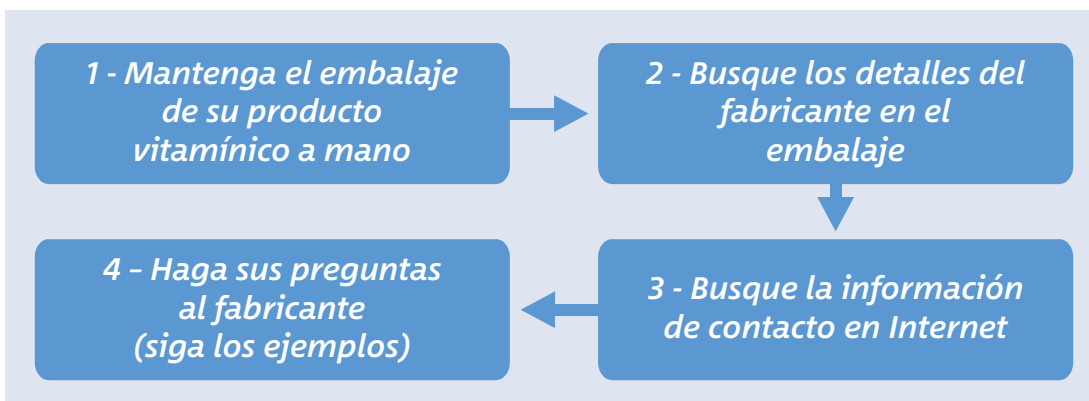 1 - Mantenga el embalaje
de su producto
vitamínico a mano
2 - Busque los detalles del
fabricante en el
embalaje
3 - Busque la información
de contacto en Internet
4 – Haga sus preguntas
al fabricante
(siga los ejemplos)